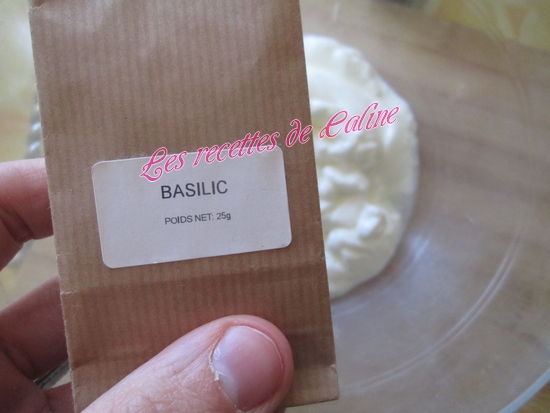 Les recettes de Caline
BASILIC
POIDS NET: 25g